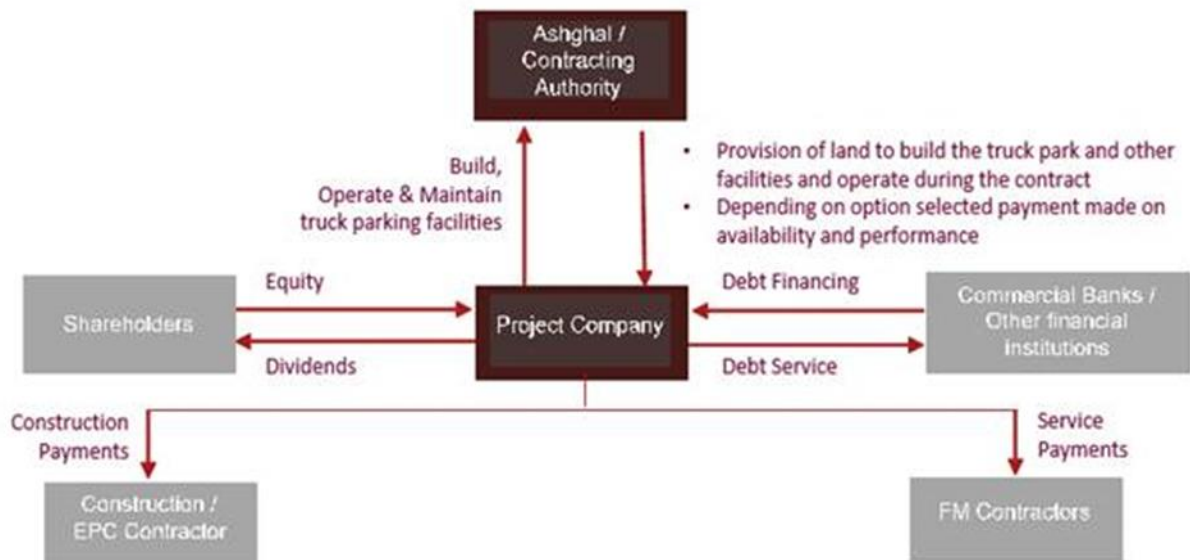 Ashghal /
Contracting
Authority
Build,
Operate & Maintain
truck parking facilities
• Provision of land to build the truck park and other
facilities and operate during the contract
• Depending on option selected payment made on
availability and performance
Shareholders
Equity
Dividends
Project Company
Debt Financing
Debt Service
Commercial Banks /
Other financial
institutions
Construction
Payments
Service
Payments
Construction /
EPC Contractor
FM Contractors